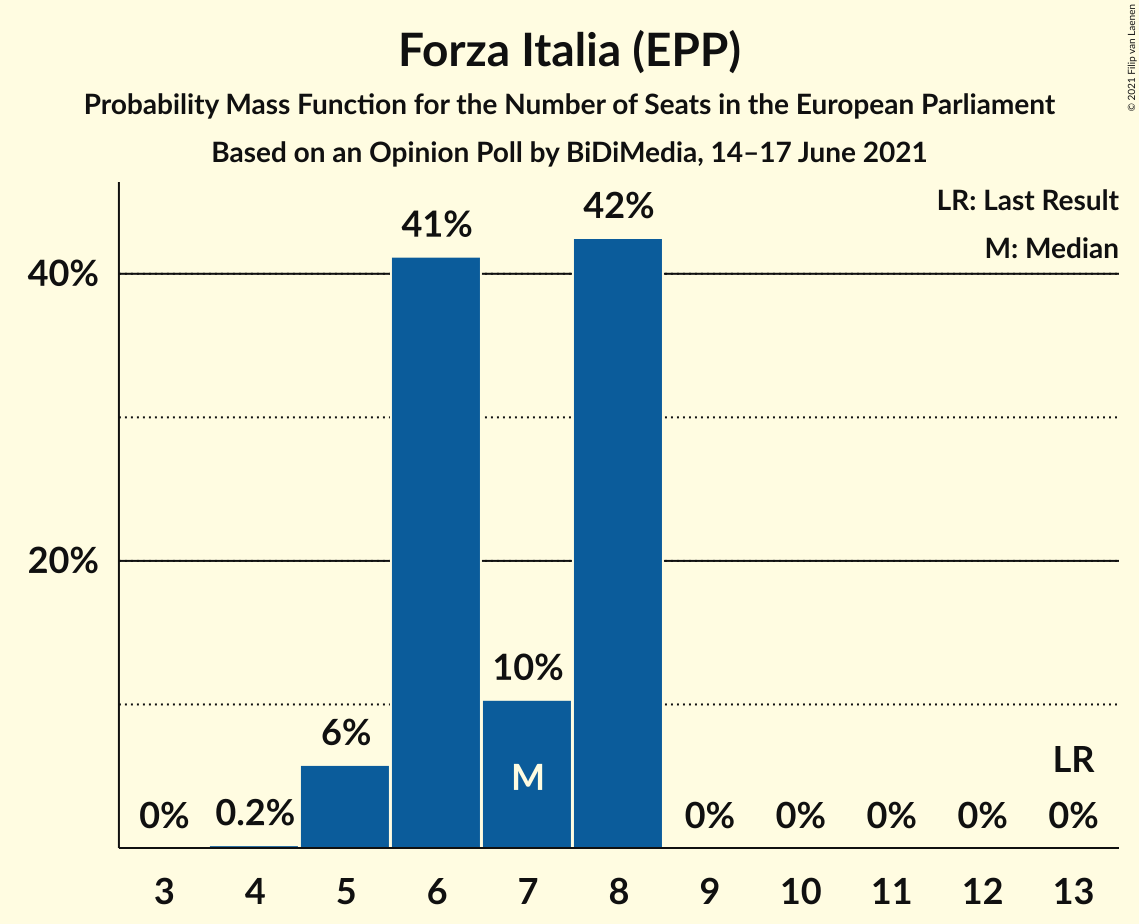 Forza Italia (EPP)
Probability Mass Function for the Number of Seats in the European Parliament
Based on an Opinion Poll by BiDiMedia, 14–17 June 2021
© 2021 Filip van Laenen
LR: Last Result
M: Median
42%
41%
40%
20%
10%
6%
M
LR
0% 0.2% 0% 0% 0% 0% 0%
3 4 5 6 7 8 9 10 11 12 13